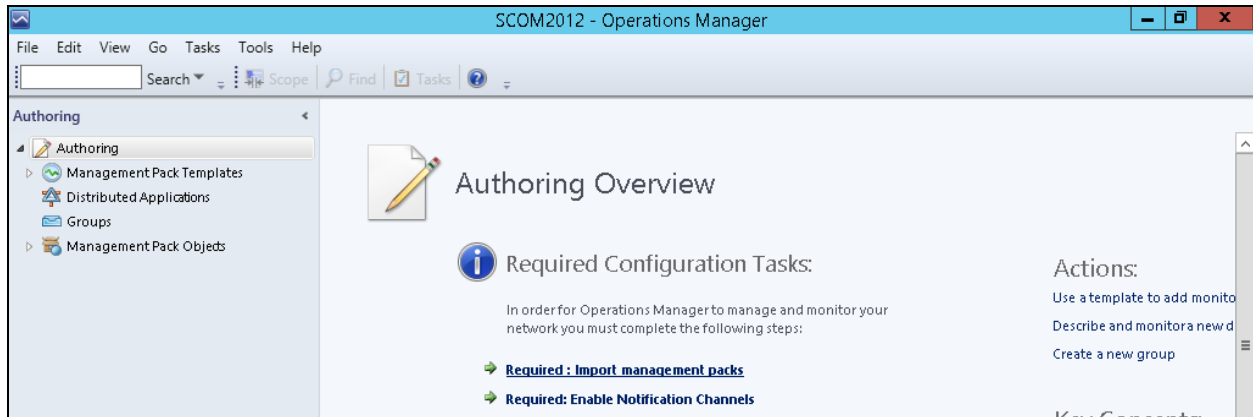 SCOM2012 - Operations Manager
File Edit View Go Tasks Tools Help
Search Scope Find Tasks
Authoring
Authoring
Management Pack Templates
Distributed Applications
Groups
Management Pack Objects
Authoring Overview
Required Configuration Tasks:
In order for Operations Manager to manage and monitor your
network you must complete the following steps:
Required : Import management packs
Required: Enable Notification Channels
Actions:
Use a template to add monito
Describe and monitor a new d
Create a new group
Key Concepts: